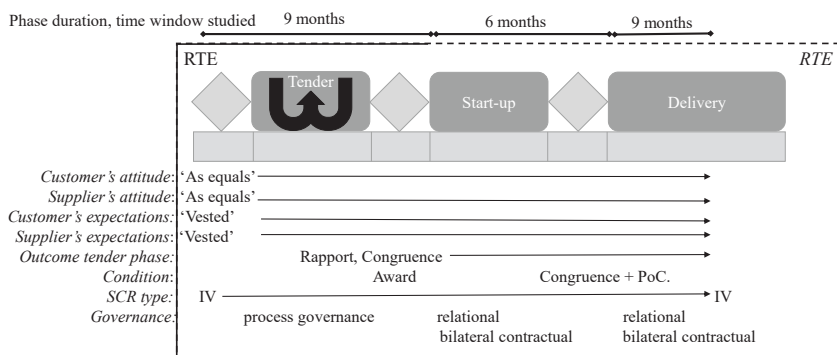 Phase duration, time window studied 9 months 6 months 9 months
RTE RTE
Tender Start-up Delivery
Customer's attitude: 'As equals'
Supplier's attitude: 'As equals'
Customer's expectations: 'Vested'
Supplier's expectations: 'Vested'
Outcome tender phase: Rapport, Congruence
Condition: Award Congruence + PoC.
SCR type: IV IV
Governance: process governance relational relational
bilateral contractual bilateral contractual